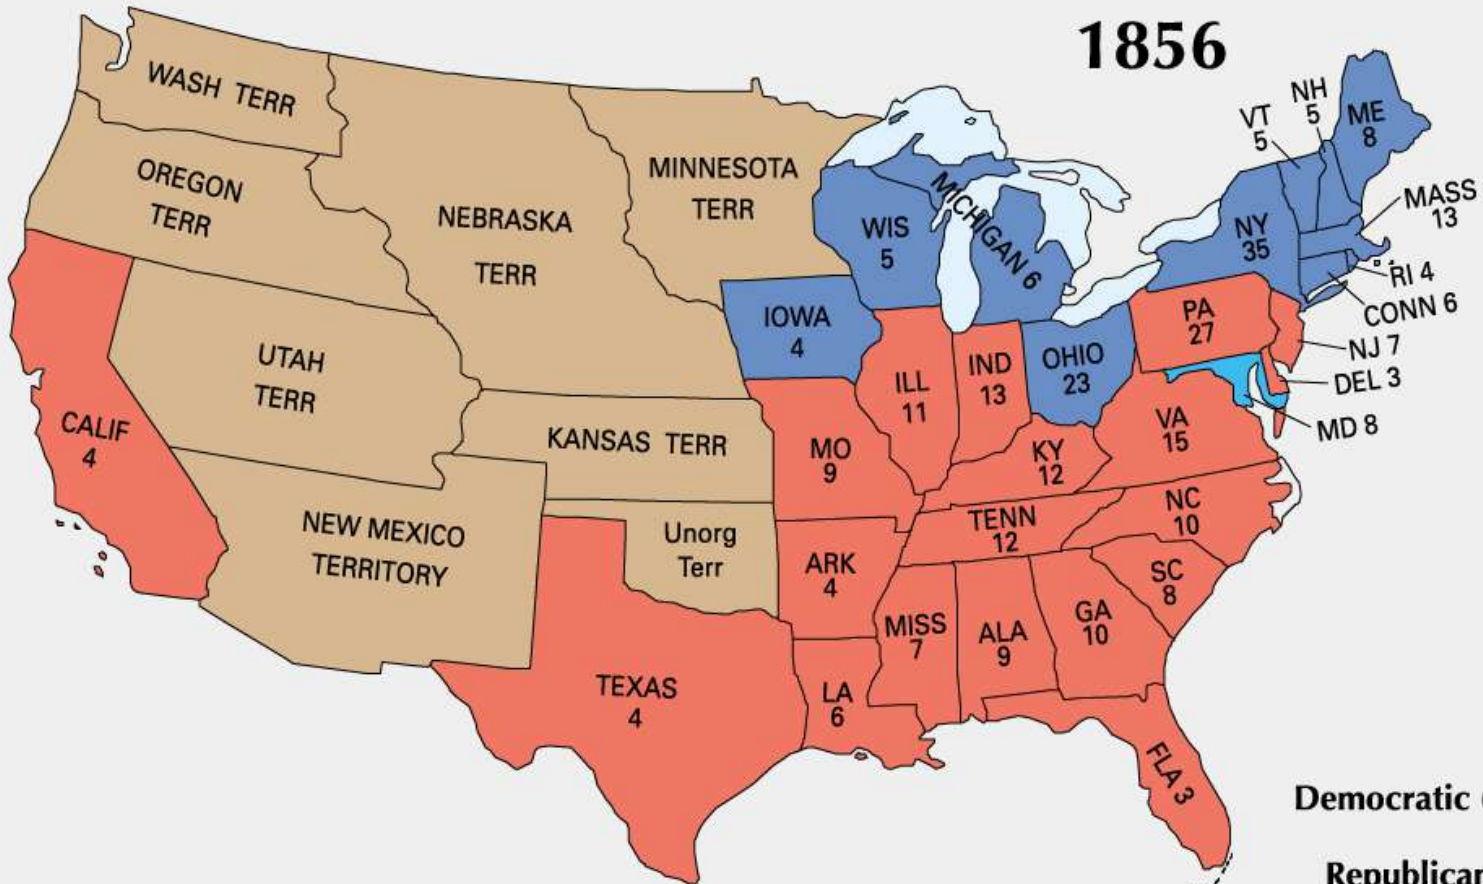 1856
WASH TERR
OREGON
TERR
NEBRASKA
TERR
MINNESOTA
TERR
WIS
5
MICHIGAN 6
VT
5
NH
5
ME
8
MASS
13
NY
35
RI 4
CONN 6
IOWA
4
PA
27
NJ 7
DEL 3
MD 8
UTAH
TERR
CALIF
4
ILL
11
IND
13
OHIO
23
KANSAS TERR
MO
9
KY
12
VA
15
NEW MEXICO
TERRITORY
Unorg
Terr
TENN
12
NC
10
ARK
4
SC
8
MISS
7
ALA
9
GA
10
TEXAS
4
LA
6
FLA 3
Democratic
Republican